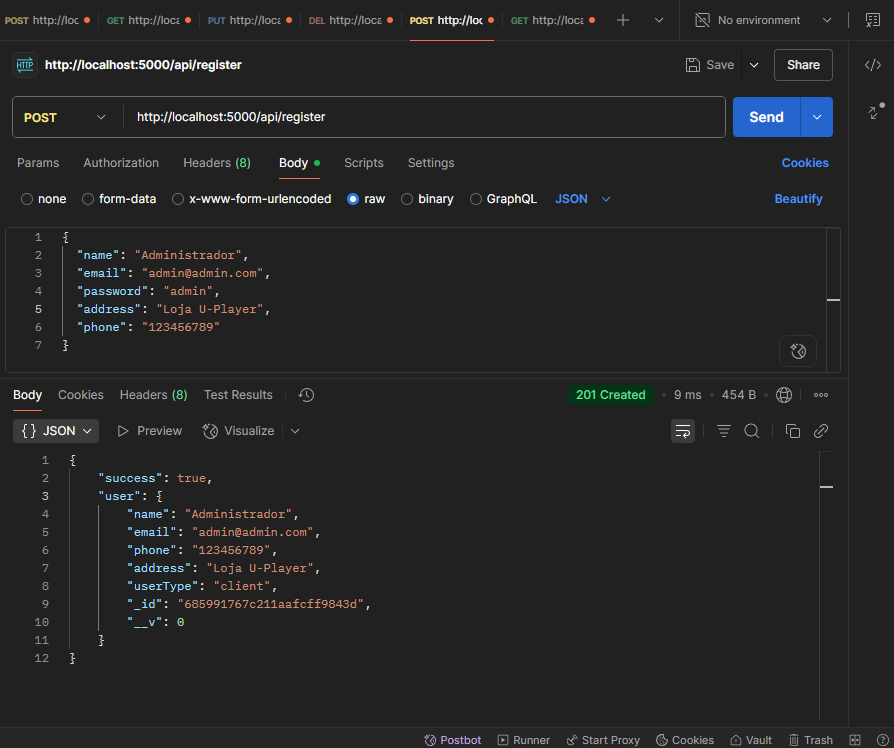 POST http://loc GET http://loca PUT http://loca DEL http://loca POST http://loc GET http://loca No environment
HTTP http://localhost:5000/api/register Save Share
POST http://localhost:5000/api/register Send
Params Authorization Headers (8) Body Scripts Settings Cookies
none form-data x-www-form-urlencoded raw binary GraphQL JSON Beautify
1 {
2 "name": "Administrador",
3 "email": "admin@admin.com",
4 "password": "admin",
5 "address": "Loja U-Player",
6 "phone": "123456789"
7 }
Body Cookies Headers (8) Test Results 201 Created 9 ms 454 B
{} JSON Preview Visualize
1 {
2 "success": true,
3 "user": {
4 "name": "Administrador",
5 "email": "admin@admin.com",
6 "phone": "123456789",
7 "address": "Loja U-Player",
8 "userType": "client",
9 "_id": "685991767c211aafcff9843d",
10 "__v": 0
11 }
12 }
Postbot Runner Start Proxy Cookies Vault Trash